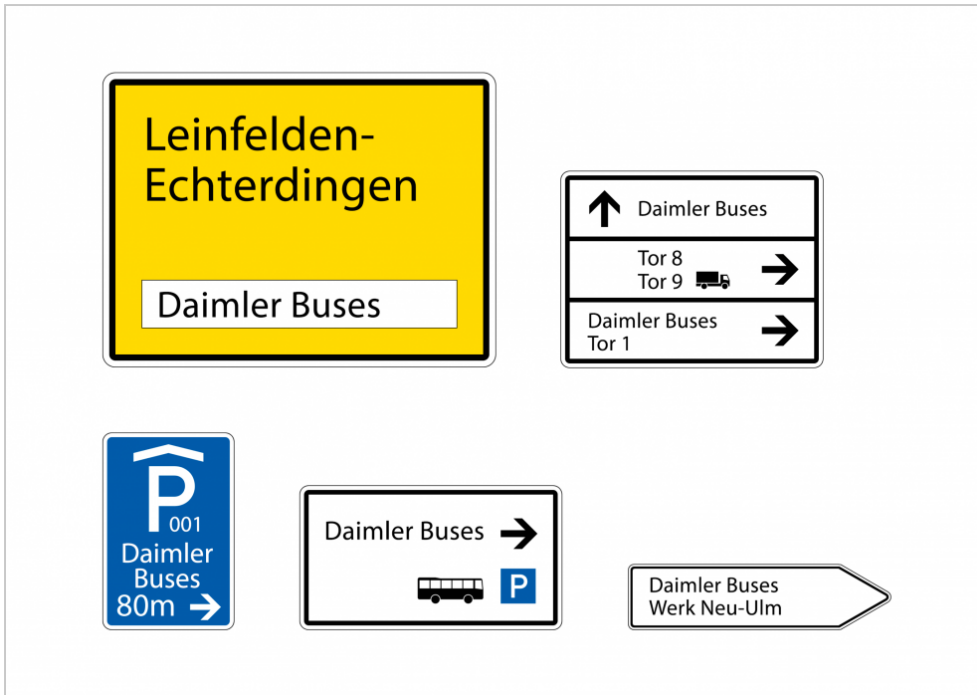 Leinfelden-
Echterdingen
Daimler Buses
Daimler Buses
Tor 8
Tor 9
Daimler Buses
Tor 1
P
001
Daimler
Buses
80m
Daimler Buses
P
Daimler Buses
Werk Neu-Ulm